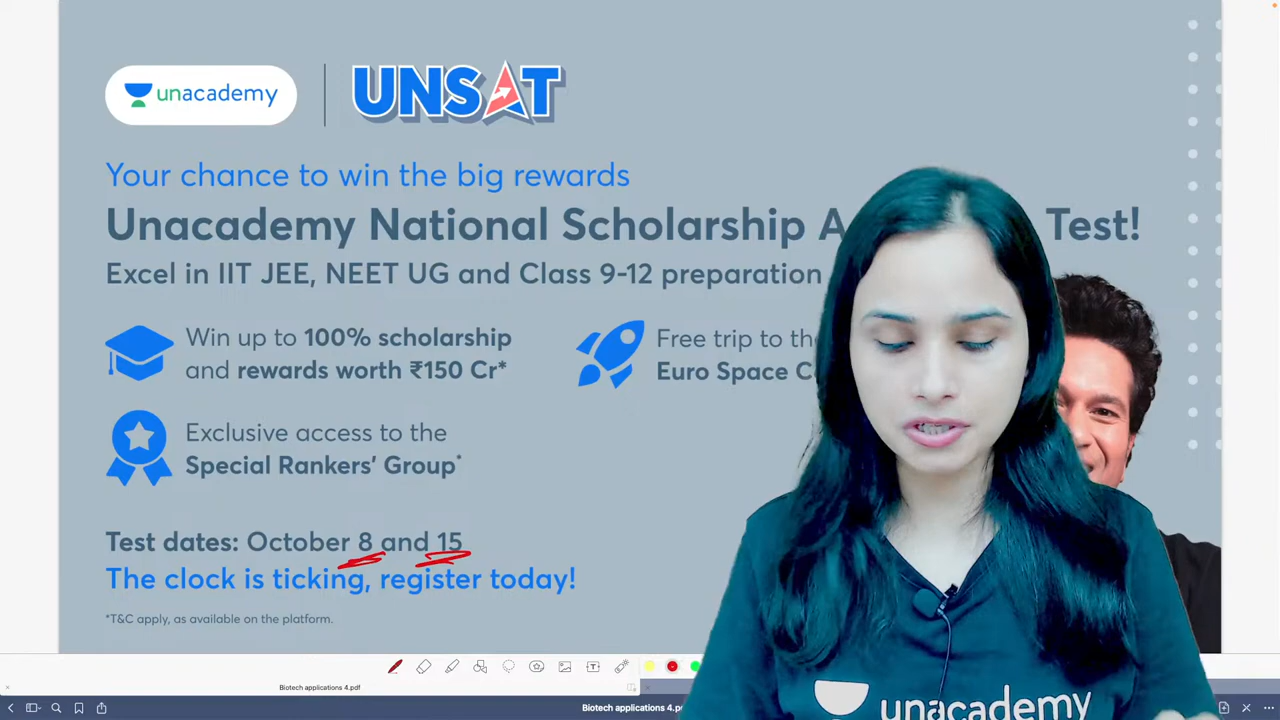 unacademy
UNSAT
Your chance to win the big rewards
Unacademy National Scholarship Test!
Excel in IIT JEE, NEET UG and Class 9-12 preparation
Win up to 100% scholarship
and rewards worth ₹150 Cr*
Free trip to the
Euro Space
Exclusive access to the
Special Rankers' Group*
Test dates: October 8 and 15
The clock is ticking, register today!
*T&C apply, as available on the platform.
unacademy
Biotech applications 4.pdf
Biotech applications 4.pdf